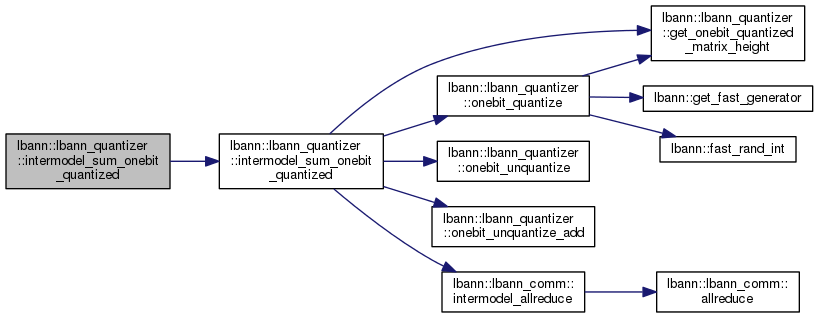 lbann::lbann_quantizer
::intermodel_sum_onebit
_quantized
lbann::lbann_quantizer
::intermodel_sum_onebit
_quantized
lbann::lbann_quantizer
::get_onebit_quantized
_matrix_height
lbann::lbann_quantizer
::onebit_quantize
lbann::get_fast_generator
lbann::fast_rand_int
lbann::lbann_quantizer
::onebit_unquantize
lbann::lbann_quantizer
::onebit_unquantize_add
lbann::lbann_comm::
intermodel_allreduce
lbann::lbann_comm::
allreduce